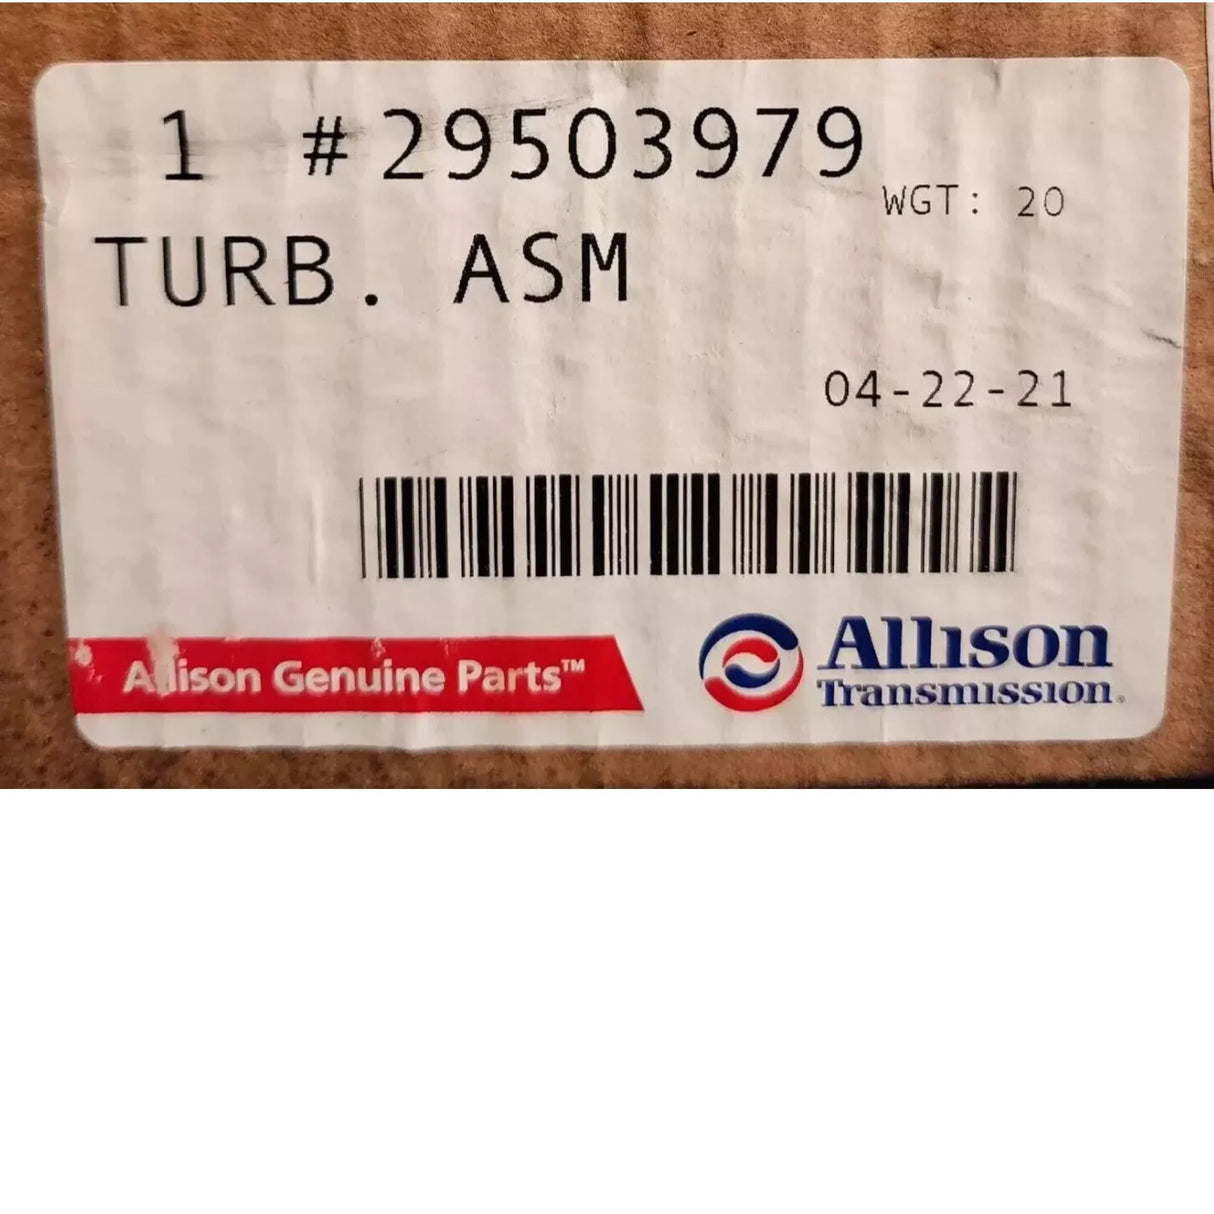 1 #29503979
WGT: 20
TURB. ASM
04-22-21
Allison Genuine Parts™
Allison
Transmission®